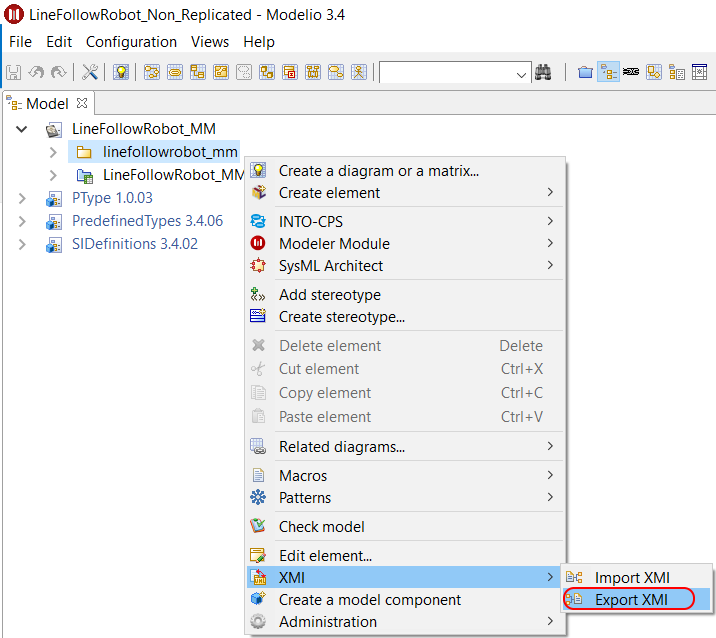 LineFollowRobot_Non_Replicated - Modelio 3.4
File Edit Configuration Views Help
Model
LineFollowRobot_MM
linefollowrobot_mm
LineFollowRobot_MM
PType 1.0.03
PredefinedTypes 3.4.06
SIDefinitions 3.4.02
Create a diagram or a matrix...
Create element
INTO-CPS
Modeler Module
SysML Architect
Add stereotype
Create stereotype...
Delete element Delete
Cut element Ctrl+X
Copy element Ctrl+C
Paste element Ctrl+V
Related diagrams...
Macros
Patterns
Check model
Edit element...
XMI
Create a model component
Administration
Import XMI
Export XMI